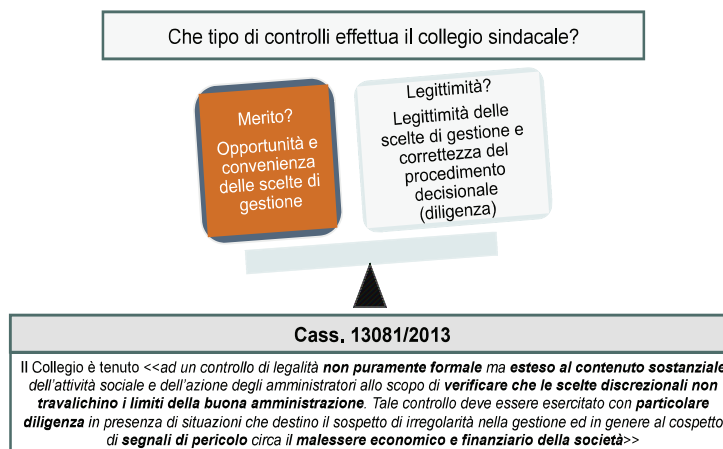 Che tipo di controlli effettua il collegio sindacale?
Merito?
Opportunità e
convenienza
delle scelte di
gestione
Legittimità?
Legittimità delle
scelte di gestione e
correttezza del
procedimento
decisionale
(diligenza)
Cass. 13081/2013
Il Collegio è tenuto <<ad un controllo di legalità non puramente formale ma esteso al contenuto sostanziale
dell'attività sociale e dell'azione degli amministratori allo scopo di verificare che le scelte discrezionali non
travalichino i limiti della buona amministrazione. Tale controllo deve essere esercitato con particolare
diligenza in presenza di situazioni che destino il sospetto di irregolarità nella gestione ed in genere al cospetto
di segnali di pericolo circa il malessere economico e finanziario della società>>